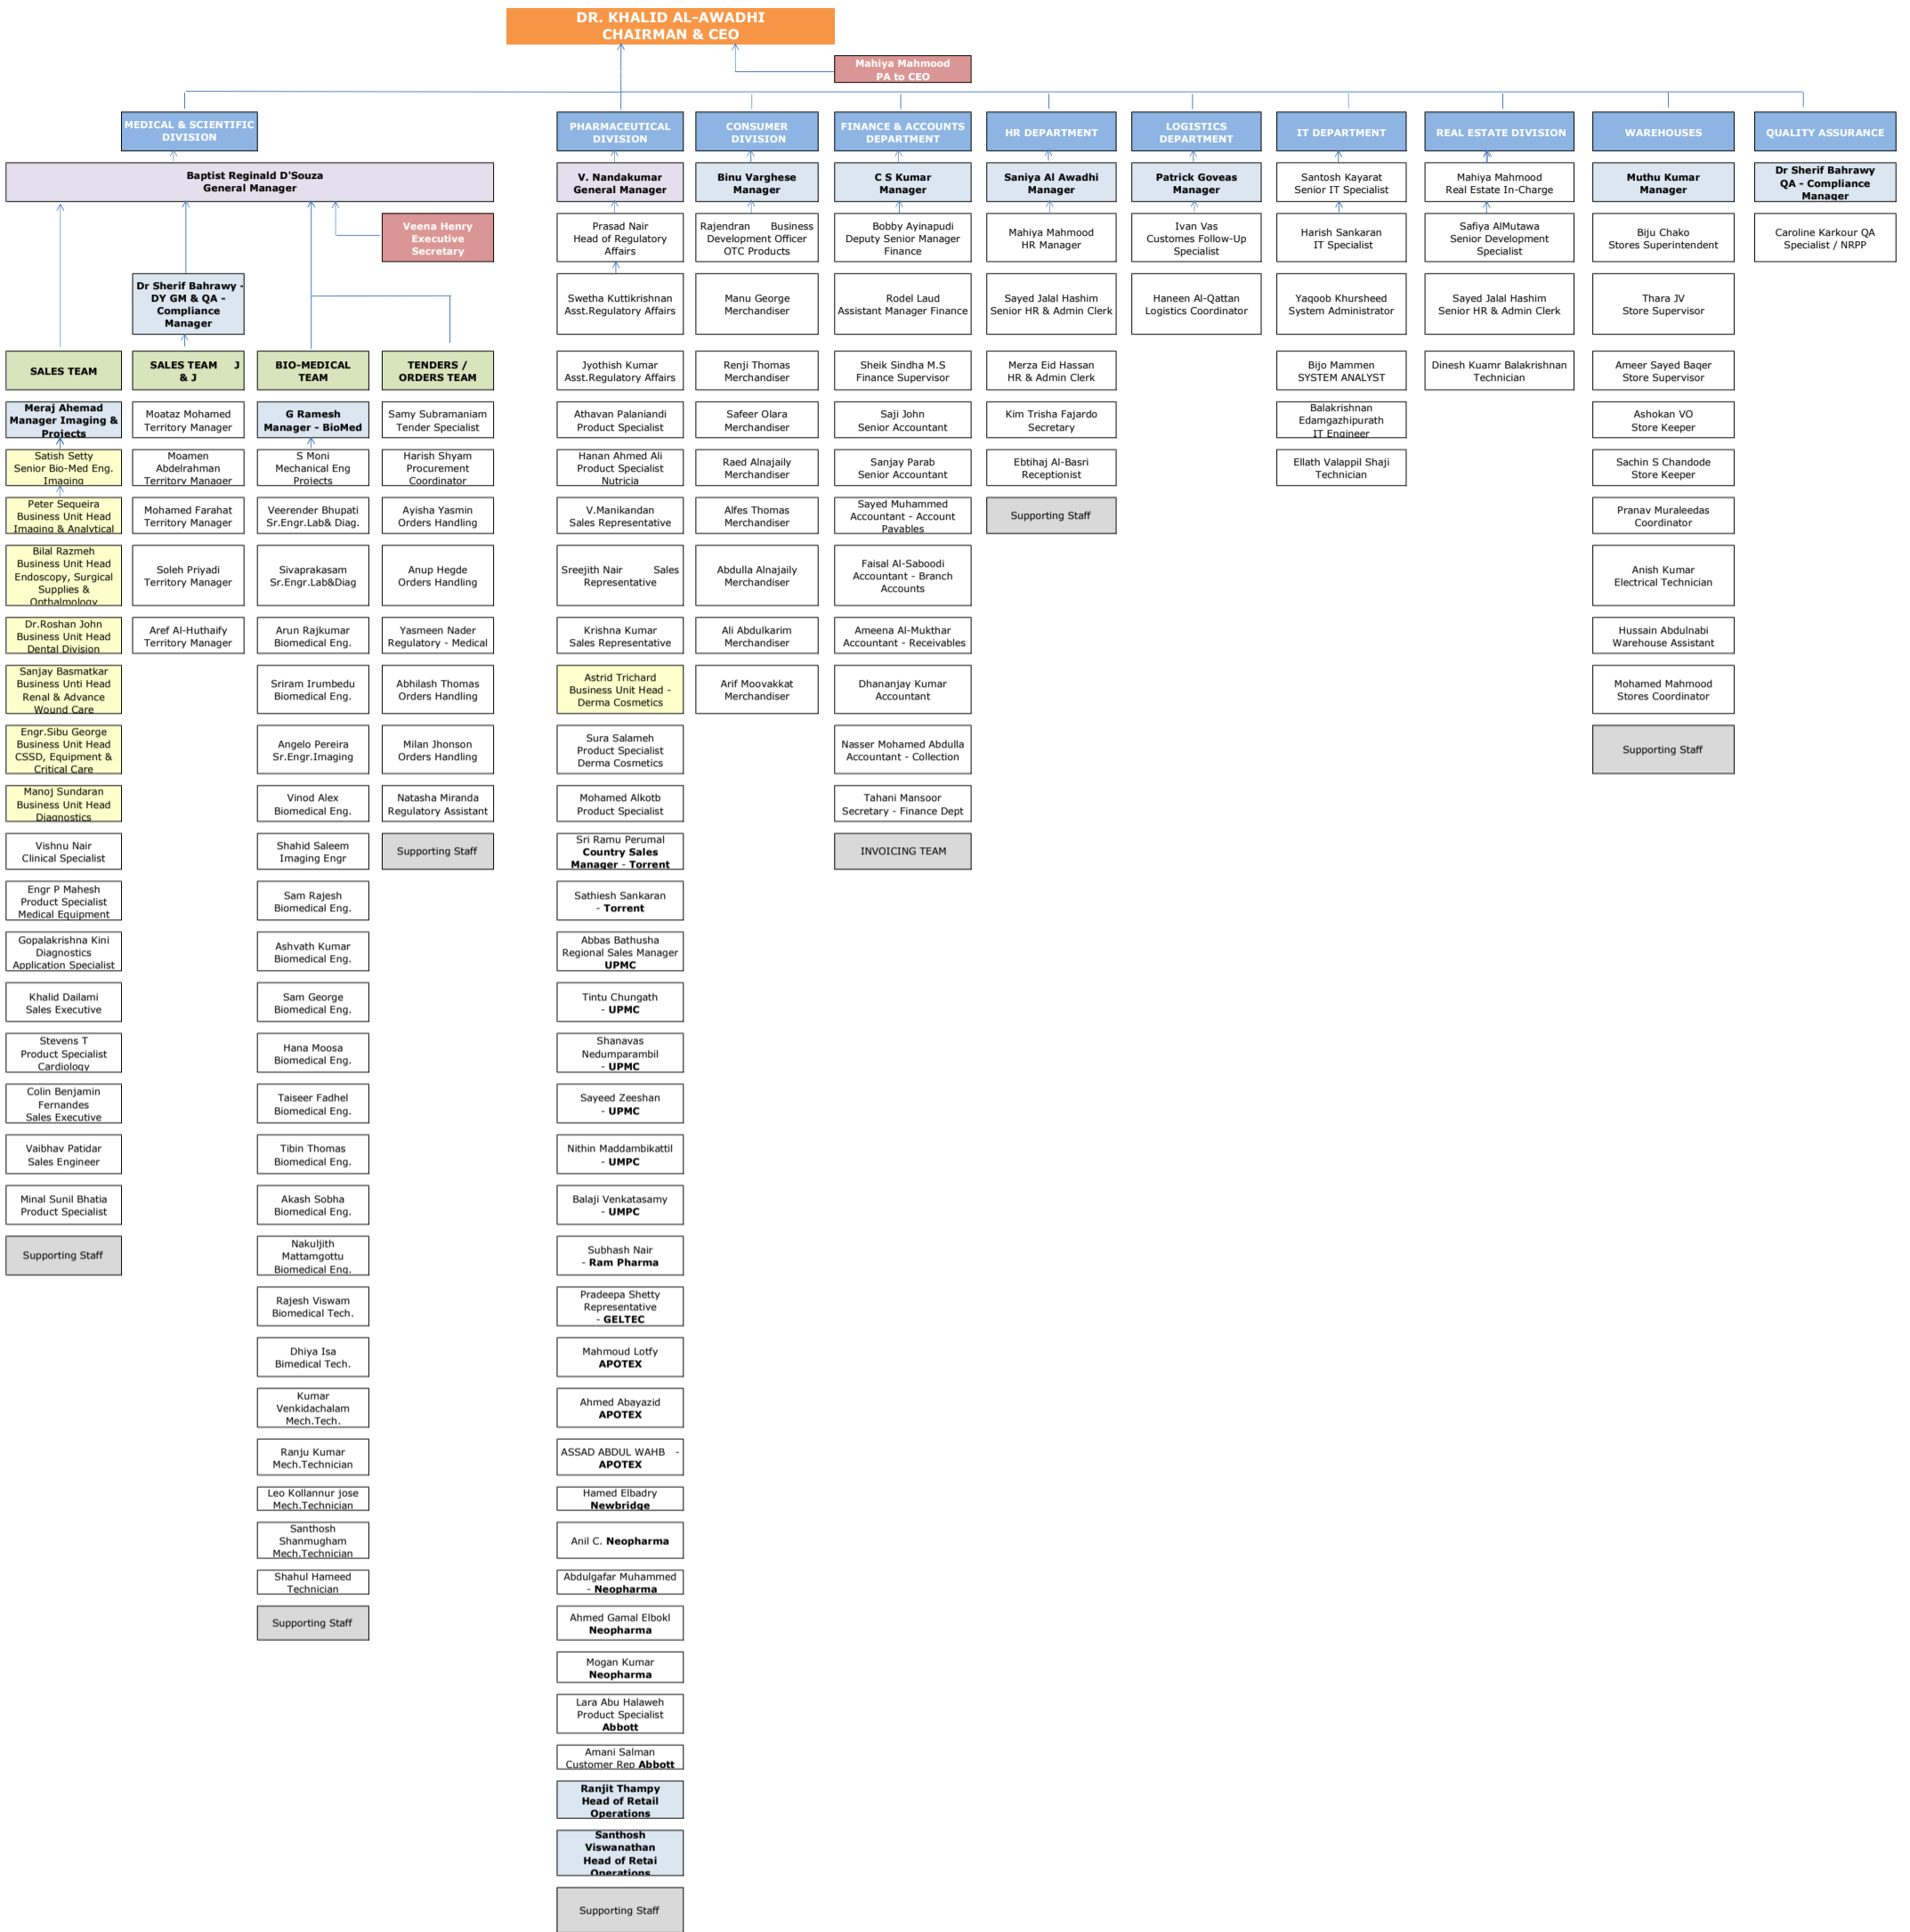 DR. KHALID AL-AWADHI
CHAIRMAN & CEO
Mahiya Mahmood
PA to CEO
MEDICAL & SCIENTIFIC
DIVISION
Baptist Reginald D'Souza
General Manager
Veena Henry
Executive
Secretary
Dr Sherif Bahrawy -
DY GM & QA -
Compliance
Manager
SALES TEAM
Meraj Ahemad
Manager Imaging &
Projects
Satish Setty
Senior Bio-Med Eng.
Imaging
Peter Sequeira
Business Unit Head
Imaging & Analytical
Bilal Razmeh
Business Unit Head
Endoscopy, Surgical
Supplies &
Opthalmology
Dr.Roshan John
Business Unit Head
Dental Division
Sanjay Basmatkar
Business Unti Head
Renal & Advance
Wound Care
Engr.Sibu George
Business Unit Head
CSSD, Equipment &
Critical Care
Manoj Sundaran
Business Unit Head
Diagnostics
Vishnu Nair
Clinical Specialist
Engr P Mahesh
Product Specialist
Medical Equipment
Gopalakrishna Kini
Diagnostics
Application Specialist
Khalid Dailami
Sales Executive
Stevens T
Product Specialist
Cardiology
Colin Benjamin
Fernandes
Sales Executive
Vaibhav Patidar
Sales Engineer
Minal Sunil Bhatia
Product Specialist
Supporting Staff
SALES TEAM J
& J
Moataz Mohamed
Territory Manager
Moamen
Abdelrahman
Territory Manager
Mohamed Farahat
Territory Manager
Soleh Priyadi
Territory Manager
Aref Al-Huthaify
Territory Manager
BIO-MEDICAL
TEAM
G Ramesh
Manager - BioMed
S Moni
Mechanical Eng
Projects
Veerender Bhupati
Sr.Engr.Lab& Diag.
Sivaprakasam
Sr.Engr.Lab&Diag
Arun Rajkumar
Biomedical Eng.
Sriram Irumbedu
Biomedical Eng.
Angelo Pereira
Sr.Engr.Imaging
Vinod Alex
Biomedical Eng.
Shahid Saleem
Imaging Engr
Sam Rajesh
Biomedical Eng.
Ashvath Kumar
Biomedical Eng.
Sam George
Biomedical Eng.
Hana Moosa
Biomedical Eng.
Taiseer Fadhel
Biomedical Eng.
Tibin Thomas
Biomedical Eng.
Akash Sobha
Biomedical Eng.
Nakuljith
Mattamgottu
Biomedical Eng.
Rajesh Viswam
Biomedical Tech.
Dhiya Isa
Bimedical Tech.
Kumar
Venkidachalam
Mech.Tech.
Ranju Kumar
Mech.Technician
Leo Kollannur jose
Mech.Technician
Santhosh
Shanmugham
Mech.Technician
Shahul Hameed
Technician
Supporting Staff
TENDERS /
ORDERS TEAM
Samy Subramaniam
Tender Specialist
Harish Shyam
Procurement
Coordinator
Ayisha Yasmin
Orders Handling
Anup Hegde
Orders Handling
Yasmeen Nader
Regulatory - Medical
Abhilash Thomas
Orders Handling
Milan Jhonson
Orders Handling
Natasha Miranda
Regulatory Assistant
Supporting Staff
PHARMACEUTICAL
DIVISION
V. Nandakumar
General Manager
Prasad Nair
Head of Regulatory
Affairs
Swetha Kuttikrishnan
Asst.Regulatory Affairs
Jyothish Kumar
Asst.Regulatory Affairs
Athavan Palaniandi
Product Specialist
Hanan Ahmed Ali
Product Specialist
Nutricia
V.Manikandan
Sales Representative
Sreejith Nair Sales
Representative
Krishna Kumar
Sales Representative
Astrid Trichard
Business Unit Head -
Derma Cosmetics
Sura Salameh
Product Specialist
Derma Cosmetics
Mohamed Alkotb
Product Specialist
Sri Ramu Perumal
Country Sales
Manager - Torrent
Sathiesh Sankaran
- Torrent
Abbas Bathusha
Regional Sales Manager
UPMC
Tintu Chungath
- UPMC
Shanavas
Nedumparambil
- UPMC
Sayeed Zeeshan
- UPMC
Nithin Maddambikattil
- UMPC
Balaji Venkatasamy
- UMPC
Subhash Nair
- Ram Pharma
Pradeepa Shetty
Representative
- GELTEC
Mahmoud Lotfy
APOTEX
Ahmed Abayazid
APOTEX
ASSAD ABDUL WAHB -
APOTEX
Hamed Elbadry
Newbridge
Anil C. Neopharma
Abdulgafar Muhammed
- Neopharma
Ahmed Gamal Elbokl
Neopharma
Mogan Kumar
Neopharma
Lara Abu Halaweh
Product Specialist
Abbott
Amani Salman
Customer Rep Abbott
Ranjit Thampy
Head of Retail
Operations
Santhosh
Viswanathan
Head of Retai
Operations
Supporting Staff
CONSUMER
DIVISION
Binu Varghese
Manager
Rajendran Business
Development Officer
OTC Products
Manu George
Merchandiser
Renji Thomas
Merchandiser
Safeer Olara
Merchandiser
Raed Alnajaily
Merchandiser
Alfes Thomas
Merchandiser
Abdulla Alnajaily
Merchandiser
Ali Abdulkarim
Merchandiser
Arif Moovakkat
Merchandiser
FINANCE & ACCOUNTS
DEPARTMENT
C S Kumar
Manager
Bobby Ayinapudi
Deputy Senior Manager
Finance
Rodel Laud
Assistant Manager Finance
Sheik Sindha M.S
Finance Supervisor
Saji John
Senior Accountant
Sanjay Parab
Senior Accountant
Sayed Muhammed
Accountant - Account
Payables
Faisal Al-Saboodi
Accountant - Branch
Accounts
Ameena Al-Mukthar
Accountant - Receivables
Dhananjay Kumar
Accountant
Nasser Mohamed Abdulla
Accountant - Collection
Tahani Mansoor
Secretary - Finance Dept
INVOICING TEAM
HR DEPARTMENT
Saniya Al Awadhi
Manager
Mahiya Mahmood
HR Manager
Sayed Jalal Hashim
Senior HR & Admin Clerk
Merza Eid Hassan
HR & Admin Clerk
Kim Trisha Fajardo
Secretary
Ebtihaj Al-Basri
Receptionist
Supporting Staff
LOGISTICS
DEPARTMENT
Patrick Goveas
Manager
Ivan Vas
Customes Follow-Up
Specialist
Haneen Al-Qattan
Logistics Coordinator
IT DEPARTMENT
Santosh Kayarat
Senior IT Specialist
Harish Sankaran
IT Specialist
Yaqoob Khursheed
System Administrator
Bijo Mammen
SYSTEM ANALYST
Balakrishnan
Edamgazhipurath
IT Engineer
Ellath Valappil Shaji
Technician
REAL ESTATE DIVISION
Mahiya Mahmood
Real Estate In-Charge
Safiya AlMutawa
Senior Development
Specialist
Sayed Jalal Hashim
Senior HR & Admin Clerk
Dinesh Kuamr Balakrishnan
Technician
WAREHOUSES
Muthu Kumar
Manager
Biju Chako
Stores Superintendent
Thara JV
Store Supervisor
Ameer Sayed Baqer
Store Supervisor
Ashokan VO
Store Keeper
Sachin S Chandode
Store Keeper
Pranav Muraleedas
Coordinator
Anish Kumar
Electrical Technician
Hussain Abdulnabi
Warehouse Assistant
Mohamed Mahmood
Stores Coordinator
Supporting Staff
QUALITY ASSURANCE
Dr Sherif Bahrawy
QA - Compliance
Manager
Caroline Karkour QA
Specialist / NRPP